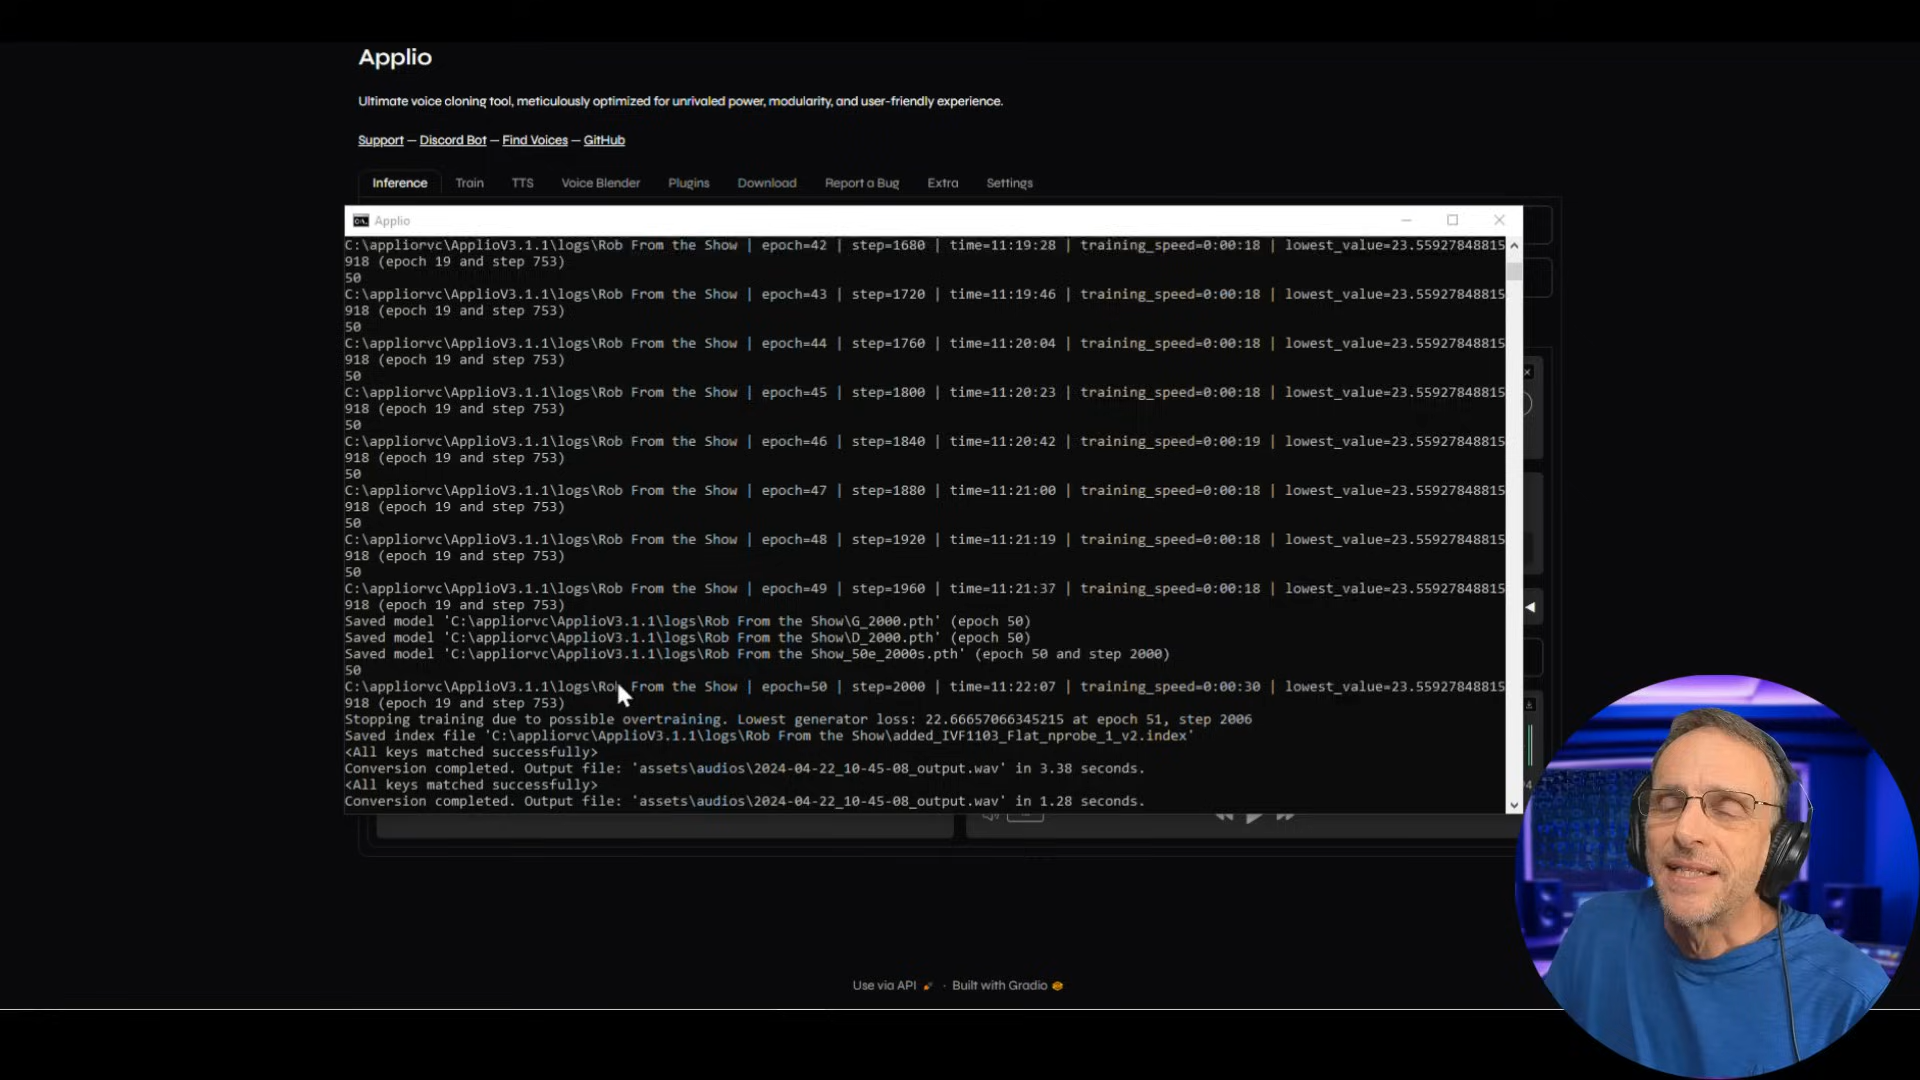 Applio
Ultimate voice cloning tool, meticulously optimized for unrivaled power, modularity, and user-friendly experience.
Support — Discord Bot — Find Voices — GitHub
Inference Train TTS Voice Blender Plugins Download Report a Bug Extra Settings
Applio
C:\appliorvc\ApplioV3.1.1\logs\Rob From the Show | epoch=42 | step=1680 | time=11:19:28 | training_speed=0:00:18 | lowest_value=23.55927848815
918 (epoch 19 and step 753)
50
C:\appliorvc\ApplioV3.1.1\logs\Rob From the Show | epoch=43 | step=1720 | time=11:19:46 | training_speed=0:00:18 | lowest_value=23.55927848815
918 (epoch 19 and step 753)
50
C:\appliorvc\ApplioV3.1.1\logs\Rob From the Show | epoch=44 | step=1760 | time=11:20:04 | training_speed=0:00:18 | lowest_value=23.55927848815
918 (epoch 19 and step 753)
50
C:\appliorvc\ApplioV3.1.1\logs\Rob From the Show | epoch=45 | step=1800 | time=11:20:23 | training_speed=0:00:18 | lowest_value=23.55927848815
918 (epoch 19 and step 753)
50
C:\appliorvc\ApplioV3.1.1\logs\Rob From the Show | epoch=46 | step=1840 | time=11:20:42 | training_speed=0:00:19 | lowest_value=23.55927848815
918 (epoch 19 and step 753)
50
C:\appliorvc\ApplioV3.1.1\logs\Rob From the Show | epoch=47 | step=1880 | time=11:21:00 | training_speed=0:00:18 | lowest_value=23.55927848815
918 (epoch 19 and step 753)
50
C:\appliorvc\ApplioV3.1.1\logs\Rob From the Show | epoch=48 | step=1920 | time=11:21:19 | training_speed=0:00:18 | lowest_value=23.55927848815
918 (epoch 19 and step 753)
50
C:\appliorvc\ApplioV3.1.1\logs\Rob From the Show | epoch=49 | step=1960 | time=11:21:37 | training_speed=0:00:18 | lowest_value=23.55927848815
918 (epoch 19 and step 753)
Saved model 'C:\appliorvc\ApplioV3.1.1\logs\Rob From the Show\G_2000.pth' (epoch 50)
Saved model 'C:\appliorvc\ApplioV3.1.1\logs\Rob From the Show\D_2000.pth' (epoch 50)
Saved model 'C:\appliorvc\ApplioV3.1.1\logs\Rob From the Show_50e_2000s.pth' (epoch 50 and step 2000)
50
C:\appliorvc\ApplioV3.1.1\logs\Rob From the Show | epoch=50 | step=2000 | time=11:22:07 | training_speed=0:00:30 | lowest_value=23.55927848815
918 (epoch 19 and step 753)
Stopping training due to possible overtraining. Lowest generator loss: 22.66657066345215 at epoch 51, step 2006
Saved index file 'C:\appliorvc\ApplioV3.1.1\logs\Rob From the Show\added_IVF1103_Flat_nprobe_1_v2.index'
<All keys matched successfully>
Conversion completed. Output file: 'assets\audios\2024-04-22_10-45-08_output.wav' in 3.38 seconds.
<All keys matched successfully>
Conversion completed. Output file: 'assets\audios\2024-04-22_10-45-08_output.wav' in 1.28 seconds.
Use via API · Built with Gradio